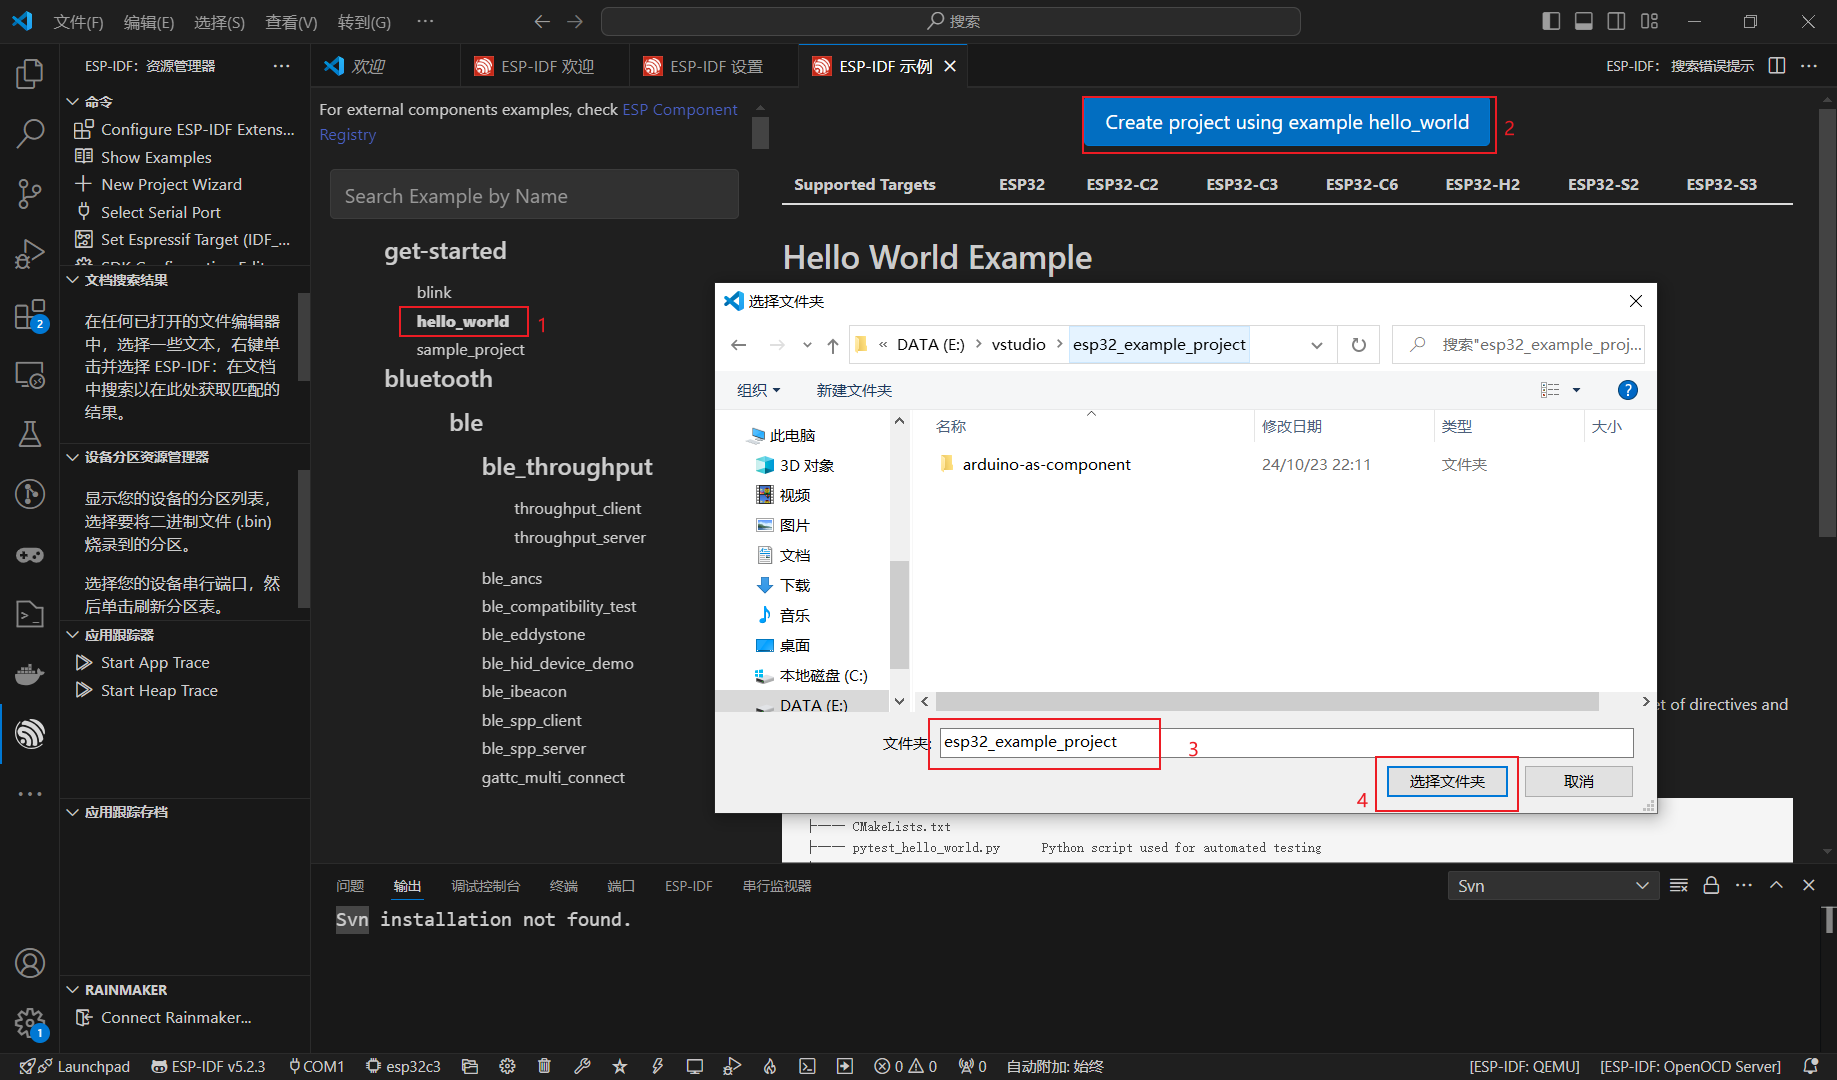 文件(F) 编辑(E) 选择(S) 查看(V) 转到(G) ··· 搜索
ESP-IDF：资源管理器 ···
欢迎 ESP-IDF 欢迎 ESP-IDF 设置 ESP-IDF 示例
ESP-IDF： 搜索错误提示
命令
Configure ESP-IDF Extens...
Show Examples
New Project Wizard
Select Serial Port
Set Espressif Target (IDF_...
文档搜索结果
在任何已打开的文件编辑器
中，选择一些文本，右键单
击并选择 ESP-IDF：在文档
中搜索以在此处获取匹配的
结果。
设备分区资源管理器
显示您的设备的分区列表，
选择要将二进制文件 (.bin)
烧录到的分区。
选择您的设备串行端口，然
后单击刷新分区表。
应用跟踪器
Start App Trace
Start Heap Trace
应用跟踪存档
RAINMAKER
Connect Rainmaker...
2
1
For external components examples, check ESP Component
Registry
Search Example by Name
get-started
blink
hello_world 1
sample_project
bluetooth
ble
ble_throughput
throughput_client
throughput_server
ble_ancs
ble_compatibility_test
ble_eddystone
ble_hid_device_demo
ble_ibeacon
ble_spp_client
ble_spp_server
gattc_multi_connect
Create project using example hello_world 2
Supported Targets ESP32 ESP32-C2 ESP32-C3 ESP32-C6 ESP32-H2 ESP32-S2 ESP32-S3
Hello World Example
选择文件夹
« DATA (E:) › vstudio › esp32_example_project
搜索"esp32_example_proj...
组织 新建文件夹
此电脑
3D 对象
视频
图片
文档
下载
音乐
桌面
本地磁盘 (C:)
DATA (E:)
名称 修改日期 类型 大小
arduino-as-component 24/10/23 22:11 文件夹
文件夹: esp32_example_project 3
4 选择文件夹 取消
et of directives and
├── CMakeLists.txt
├── pytest_hello_world.py Python script used for automated testing
问题 输出 调试控制台 终端 端口 ESP-IDF 串行监视器 Svn
Svn installation not found.
Launchpad ESP-IDF v5.2.3 COM1 esp32c3 0 0 0 自动附加: 始终 [ESP-IDF: QEMU] [ESP-IDF: OpenOCD Server]